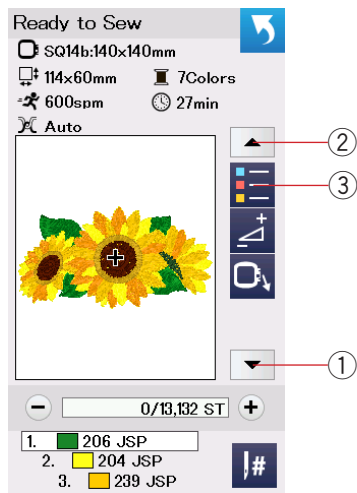 Ready to Sew
SQ14b:140x140mm
114x60mm 7Colors
600spm 27min
Auto
②
③
①
0/13,132 ST
1. 206 JSP
2. 204 JSP
3. 239 JSP
#